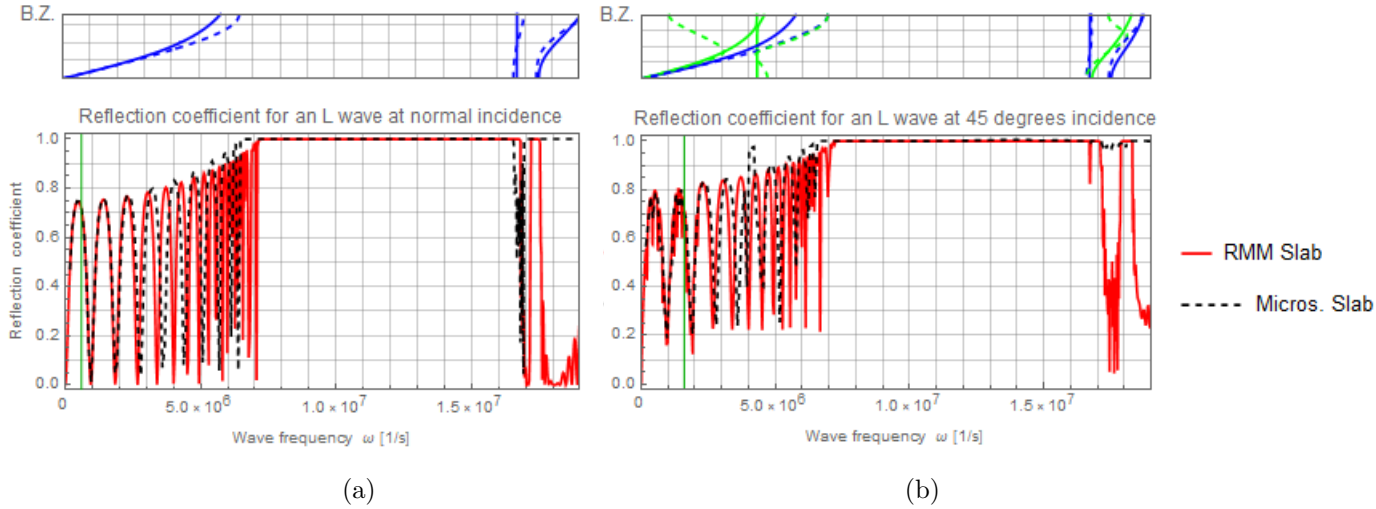 B.Z.
B.Z.
Reflection coefficient for an L wave at normal incidence
Reflection coefficient for an L wave at 45 degrees incidence
Reflection coefficient
1.0
0.8
0.6
0.4
0.2
0.0
0
5.0 × 10⁶
1.0 × 10⁷
1.5 × 10⁷
Wave frequency ω [1/s]
1.0
0.8
0.6
0.4
0.2
0.0
0
5.0 × 10⁶
1.0 × 10⁷
1.5 × 10⁷
Wave frequency ω [1/s]
RMM Slab
Micros. Slab
(a)
(b)